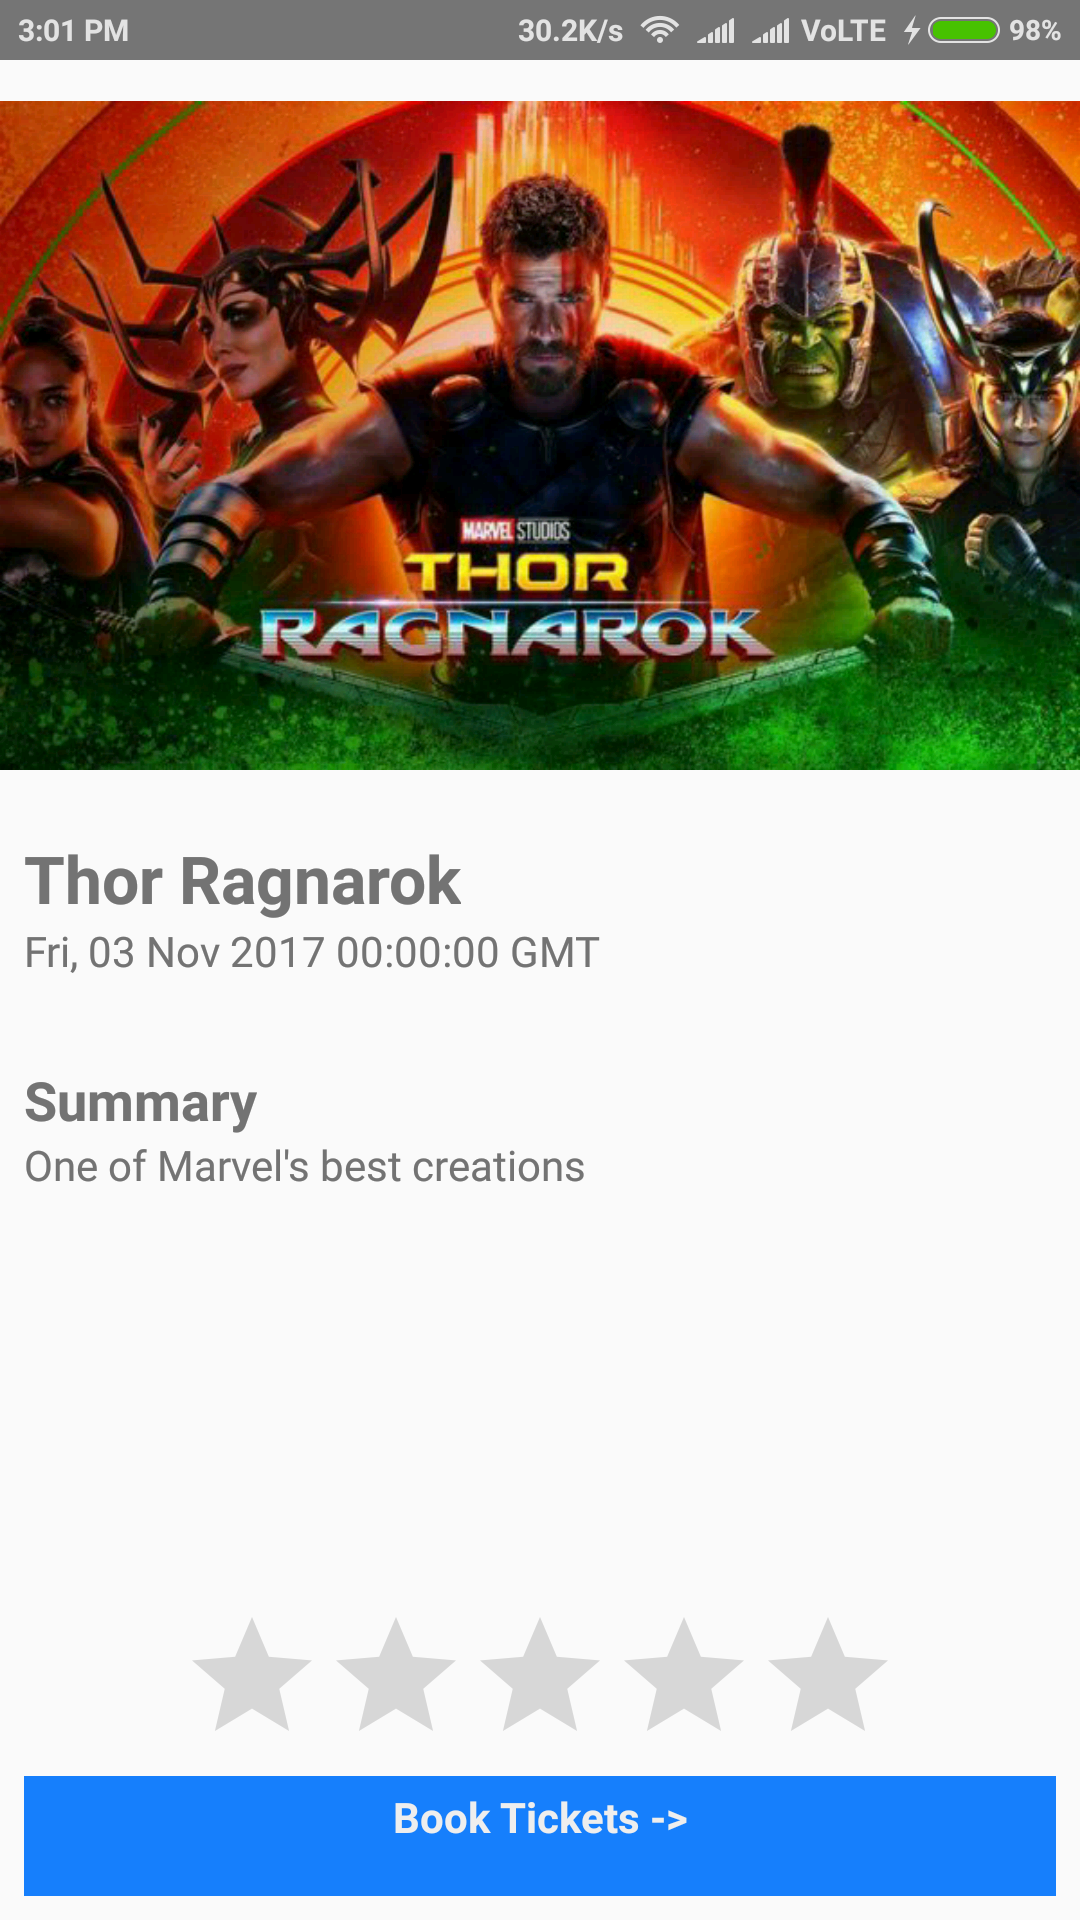 3:01 PM 30.2K/s VoLTE 98%
MARVEL STUDIOS
THOR
RAGNAROK
Thor Ragnarok
Fri, 03 Nov 2017 00:00:00 GMT
Summary
One of Marvel's best creations
Book Tickets ->